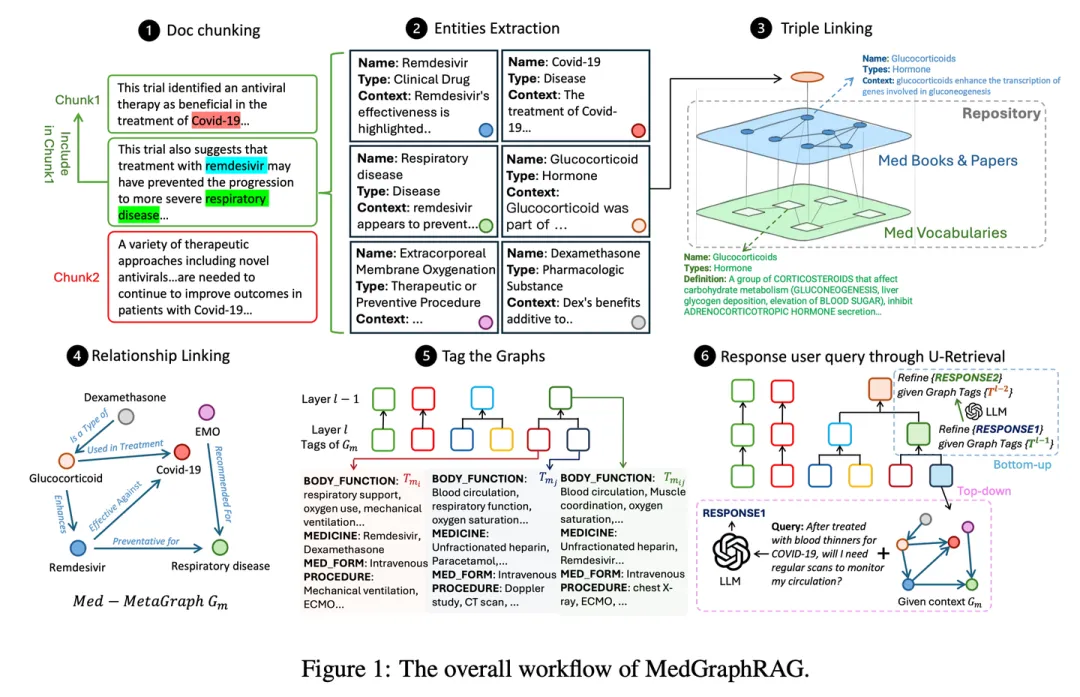 1 Doc chunking
Chunk1
Include
in Chunk1
This trial identified an antiviral
therapy as beneficial in the
treatment of Covid-19...
This trial also suggests that
treatment with remdesivir may
have prevented the progression
to more severe respiratory
disease...
Chunk2
A variety of therapeutic
approaches including novel
antivirals...are needed to
continue to improve outcomes in
patients with Covid-19...
2 Entities Extraction
Name: Remdesivir
Type: Clinical Drug
Context: Remdesivir's
effectiveness is
highlighted..
Name: Covid-19
Type: Disease
Context: The
treatment of Covid-
19...
Name: Respiratory
disease
Type: Disease
Context: remdesivir
appears to prevent...
Name: Glucocorticoid
Type: Hormone
Context:
Glucocorticoid was
part of ...
Name: Extracorporeal
Membrane Oxygenation
Type: Therapeutic or
Preventive Procedure
Context: ...
Name: Dexamethasone
Type: Pharmacologic
Substance
Context: Dex's benefits
additive to..
3 Triple Linking
Name: Glucocorticoids
Types: Hormone
Context: glucocorticoids enhance the transcription of
genes involved in gluconeogenesis
Repository
Med Books & Papers
Med Vocabularies
Name: Glucocorticoids
Types: Hormone
Definition: A group of CORTICOSTEROIDS that affect
carbohydrate metabolism (GLUCONEOGENESIS, liver
glycogen deposition, elevation of BLOOD SUGAR), inhibit
ADRENOCORTICOTROPIC HORMONE secretion...
4 Relationship Linking
Dexamethasone
Is a Type of
EMO
Used in Treatment
Covid-19
Glucocorticoid
Enhances
Effective Against
Recommended For
Preventative for
Remdesivir
Respiratory disease
Med − MetaGraph Gm
5 Tag the Graphs
Layer l − 1
Layer l
Tags of Gm
Tmi
BODY_FUNCTION:
respiratory support,
oxygen use, mechanical
ventilation...
MEDICINE: Remdesivir,
Dexamethasone
MED_FORM: Intravenous
PROCEDURE:
Mechanical ventilation,
ECMO...
Tmj
BODY_FUNCTION:
Blood circulation,
respiratory function,
oxygen saturation...
MEDICINE:
Unfractionated heparin,
Paracetamol,...
MED_FORM: Intravenous
PROCEDURE: Doppler
study, CT scan, ...
Tmij
BODY_FUNCTION:
Blood circulation, Muscle
coordination, oxygen
saturation,...
MEDICINE:
Unfractionated heparin,
Remdesivir...
MED_FORM: Intravenous
PROCEDURE: chest X-
ray, ECMO, ...
6 Response user query through U-Retrieval
Refine {RESPONSE2}
given Graph Tags {Tl−2}
LLM
Refine {RESPONSE1}
given Graph Tags {Tl−1}
Bottom-up
Top-down
RESPONSE1
LLM
Query: After treated
with blood thinners for
COVID-19, will I need
regular scans to monitor
my circulation?
+
Given context Gm
Figure 1: The overall workflow of MedGraphRAG.